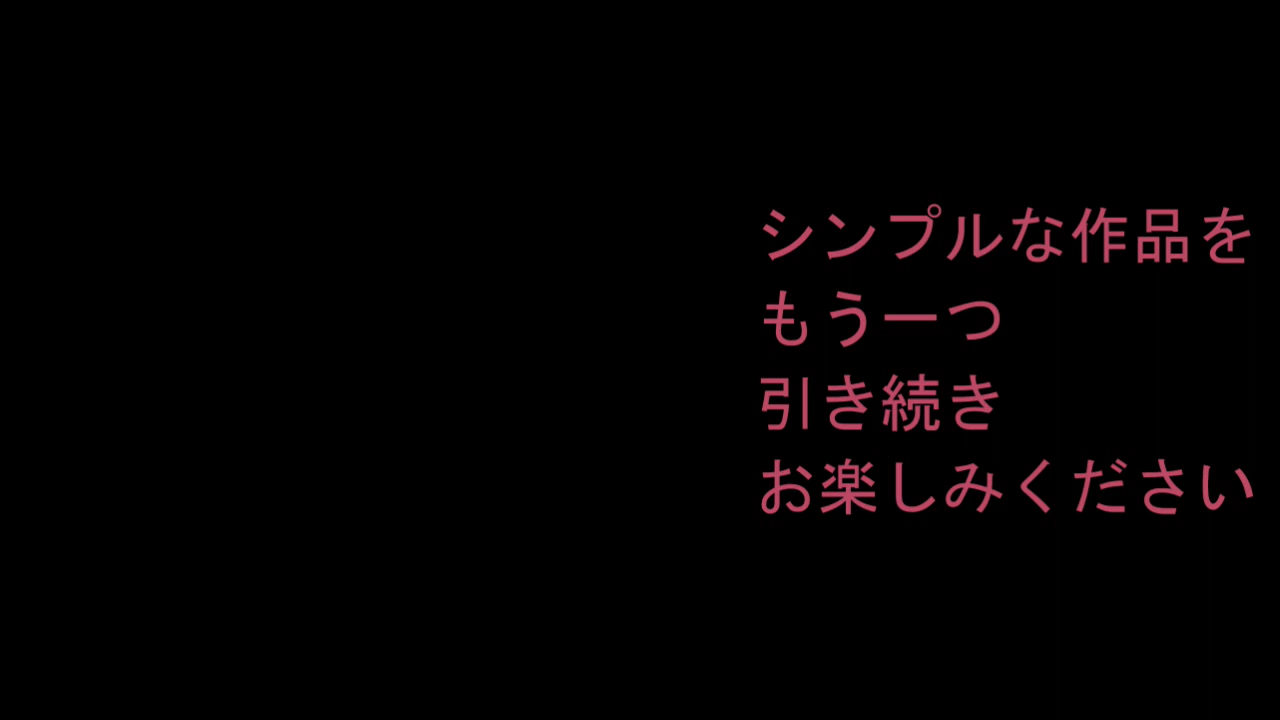 シンプルな作品を
もう一つ
引き続き
お楽しみください